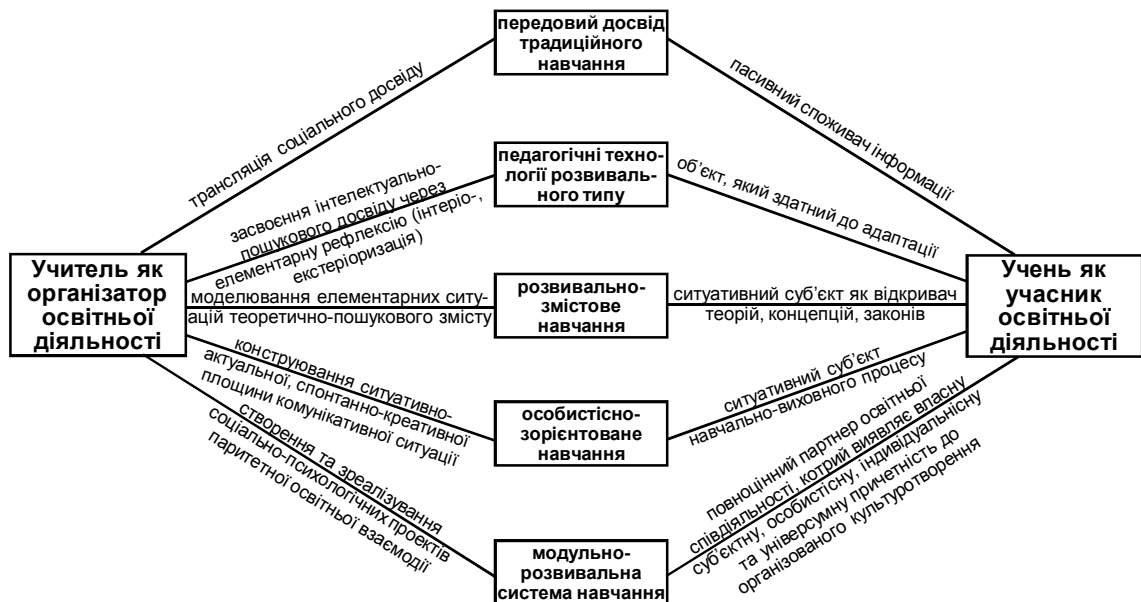 передовий досвід
традиційного
навчання
трансляція соціального досвіду
пасивний споживач інформації
педагогічні техно-
логії розвиваль-
ного типу
засвоєння інтелектуально-
пошукового досвіду через
елементарну рефлексію (інтеріо-,
екстеріоризація)
об’єкт, який здатний до адаптації
Учитель як
організатор
освітньої
діяльності
моделювання елементарних ситу-
ацій теоретично-пошукового змісту
розвивально-
змістове
навчання
ситуативний суб’єкт як відкривач
теорій, концепцій, законів
Учень як
учасник
освітньої
діяльності
конструювання ситуативно-
актуальної, спонтанно-креативної
площини комунікативної ситуації
особистісно-
зорієнтоване
навчання
ситуативний суб’єкт
навчально-виховного процесу
створення та зреалізування
соціально-психологічних проектів
паритетної освітньої взаємодії
модульно-
розвивальна
система навчання
повноцінний партнер освітньої
співдіяльності, котрий виявляє власну
суб’єктну, особистісну, індивідуальнісну
та універсумну причетність до
організованого культуротворення